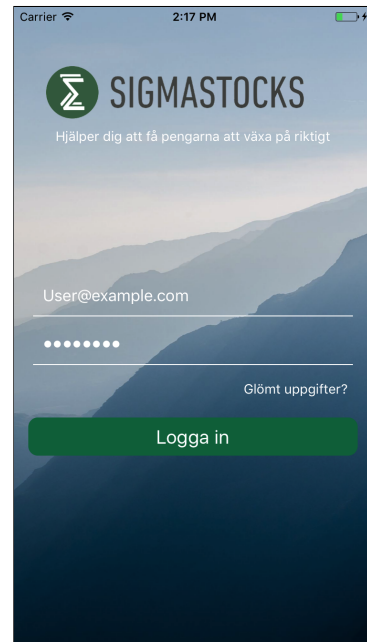 Carrier 2:17 PM
SIGMASTOCKS
Hjälper dig att få pengarna att växa på riktigt
User@example.com
••••••••
Glömt uppgifter?
Logga in